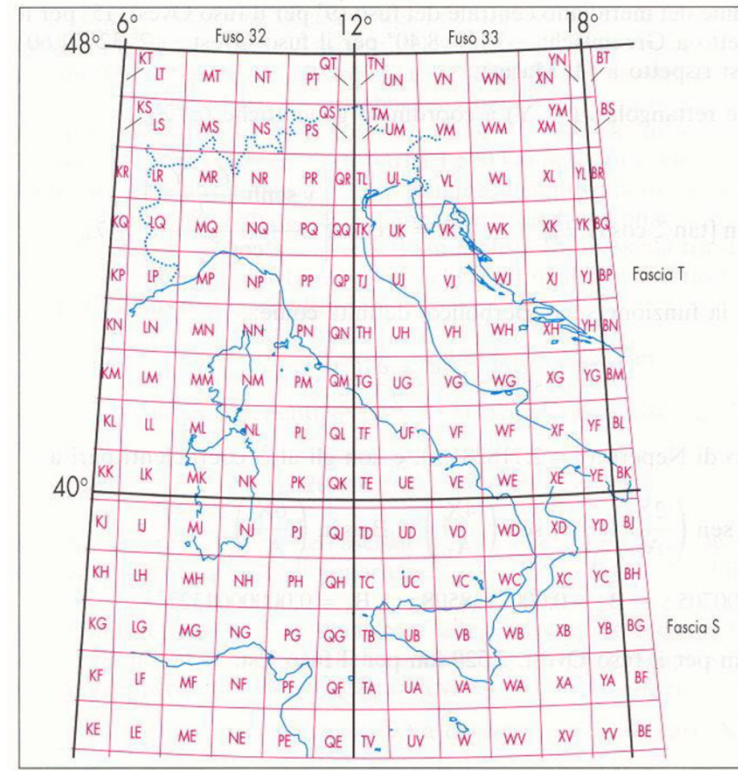 6° Fuso 32 12° Fuso 33 18°
48°
KT LT MT NT PT QT TN UN VN WN XN YN BT
KS LS MS NS PS QS TM UM VM WM XM YM BS
KR LR MR NR PR QR TL UL WL XL YL BR
KQ LQ MQ NQ PQ QQ TK UK VK WK XK YK BQ
KP LP MP NP PP QP TJ UJ VJ WJ XJ YJ BP Fascia T
KN LN MN NN PN QN TH UH VH WH XH YH BN
KM LM MM NM PM QM TG UG VG WG XG YG BM
KL LL ML NL PL QL TF UF VF WF XF YF BL
KK LK MK NK PK QK TE UE VE WE XE YE BK
40°
KJ LJ MJ NJ PJ QJ TD UD VD WD XD YD BJ
KH LH MH NH PH QH TC UC VC WC XC YC BH
KG LG MG NG PG QG TB UB VB WB XB YB BG Fascia S
KF LF MF NF PF QF TA UA VA WA XA YA BF
KE LE ME NE PE QE TV UV VV WV XV YV BE